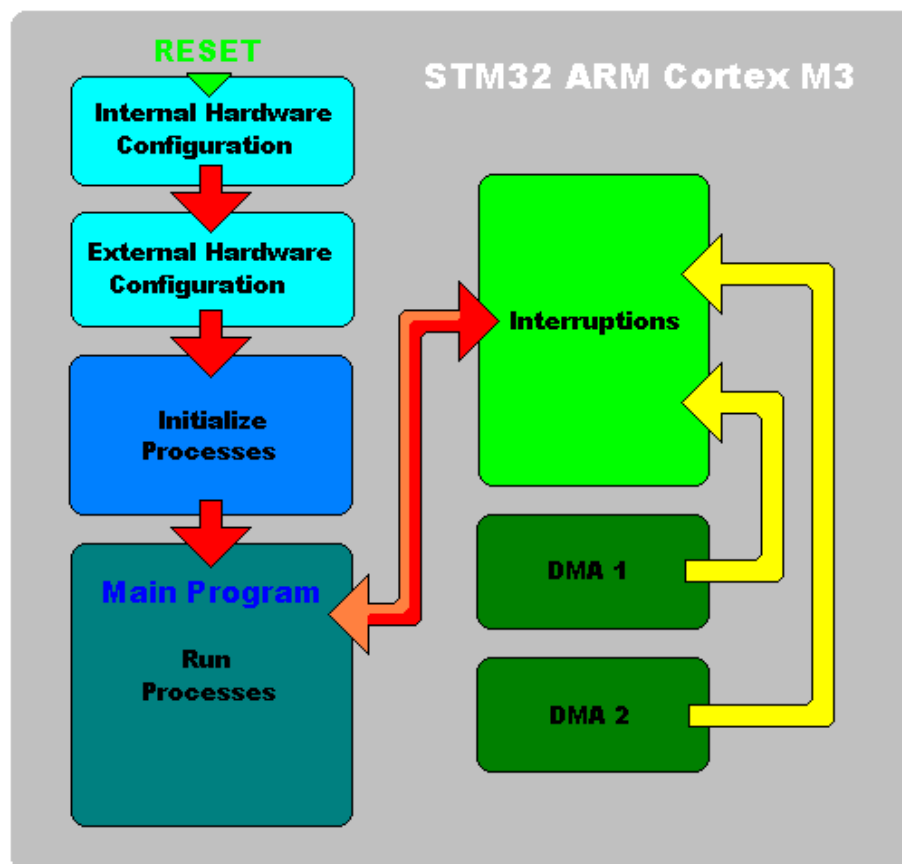 RESET
STM32 ARM Cortex M3
Internal Hardware
Configuration
External Hardware
Configuration
Initialize
Processes
Main Program
Run
Processes
Interruptions
DMA 1
DMA 2